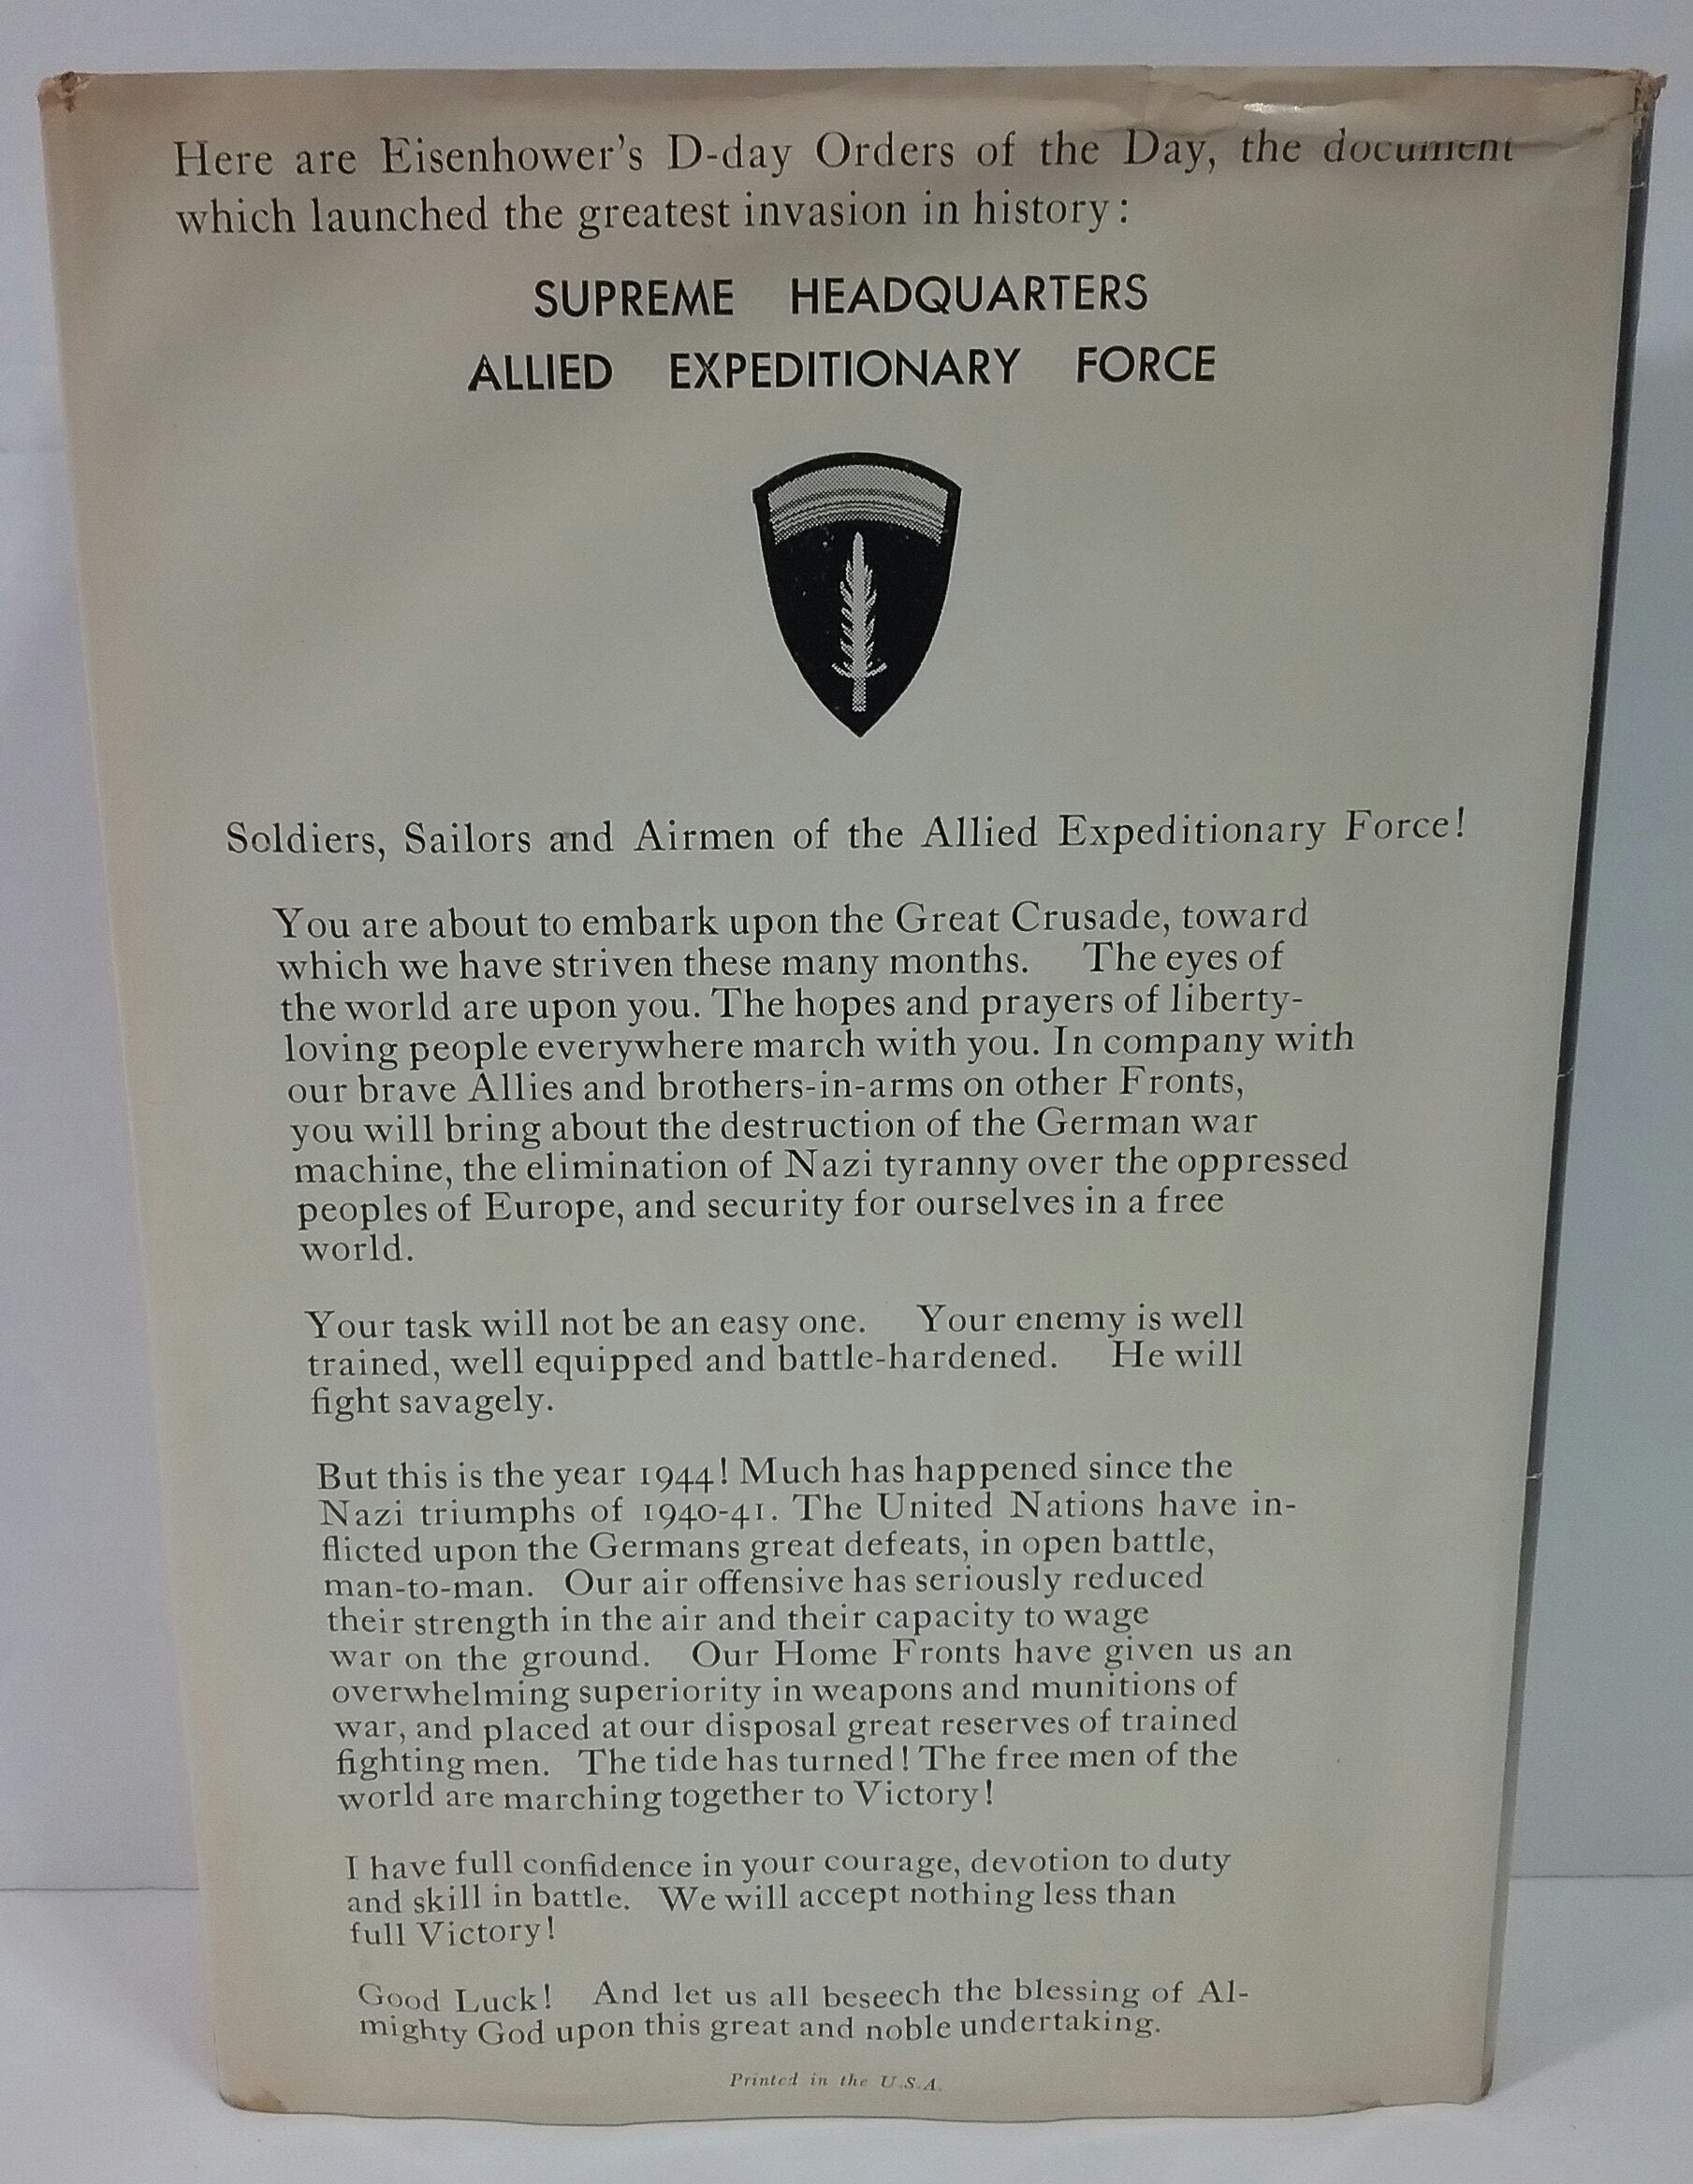 Here are Eisenhower's D-day Orders of the Day, the document
which launched the greatest invasion in history:
SUPREME HEADQUARTERS
ALLIED EXPEDITIONARY FORCE
Soldiers, Sailors and Airmen of the Allied Expeditionary Force!
You are about to embark upon the Great Crusade, toward
which we have striven these many months. The eyes of
the world are upon you. The hopes and prayers of liberty-
loving people everywhere march with you. In company with
our brave Allies and brothers-in-arms on other Fronts,
you will bring about the destruction of the German war
machine, the elimination of Nazi tyranny over the oppressed
peoples of Europe, and security for ourselves in a free
world.
Your task will not be an easy one. Your enemy is well
trained, well equipped and battle-hardened. He will
fight savagely.
But this is the year 1944! Much has happened since the
Nazi triumphs of 1940-41. The United Nations have in-
flicted upon the Germans great defeats, in open battle,
man-to-man. Our air offensive has seriously reduced
their strength in the air and their capacity to wage
war on the ground. Our Home Fronts have given us an
overwhelming superiority in weapons and munitions of
war, and placed at our disposal great reserves of trained
fighting men. The tide has turned! The free men of the
world are marching together to Victory!
I have full confidence in your courage, devotion to duty
and skill in battle. We will accept nothing less than
full Victory!
Good Luck! And let us all beseech the blessing of Al-
mighty God upon this great and noble undertaking.
Printed in the U.S.A.